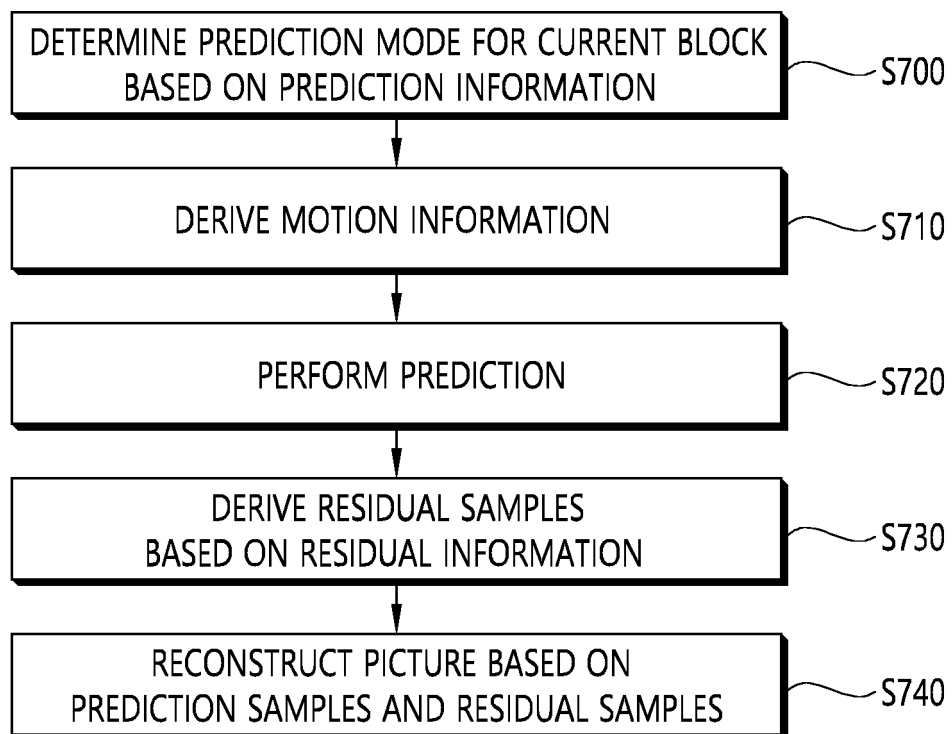 DETERMINE PREDICTION MODE FOR CURRENT BLOCK
BASED ON PREDICTION INFORMATION
S700
DERIVE MOTION INFORMATION
S710
PERFORM PREDICTION
S720
DERIVE RESIDUAL SAMPLES
BASED ON RESIDUAL INFORMATION
S730
RECONSTRUCT PICTURE BASED ON
PREDICTION SAMPLES AND RESIDUAL SAMPLES
S740